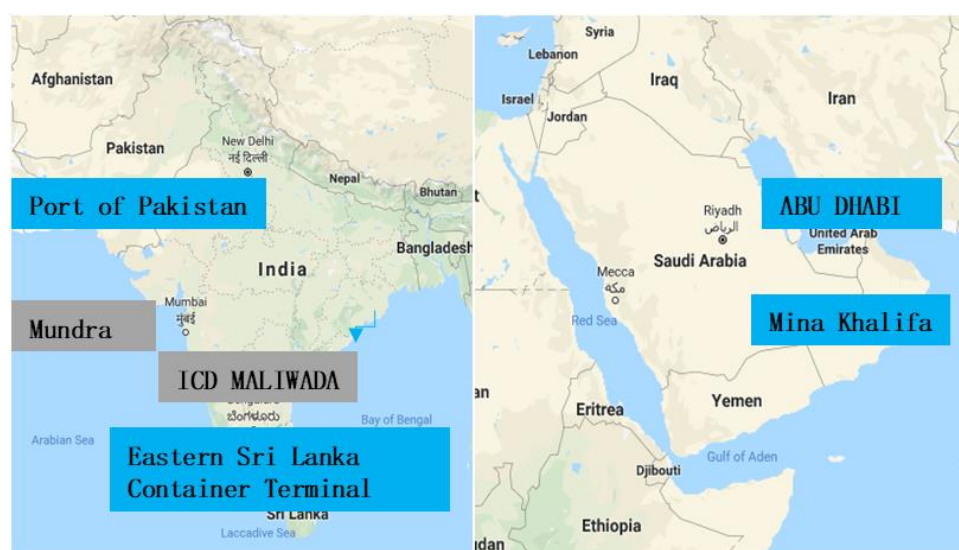 Afghanistan
Pakistan
New Delhi
नई दिल्ली
Nepal
Bhutan
Port of Pakistan
Bangladesh
India
Mumbai
मुंबई
Mundra
ICD MALIWADA
ಬೆಂಗಳೂರು
Bay of Bengal
Arabian Sea
Eastern Sri Lanka
Container Terminal
Sri Lanka
Laccadive Sea
Syria
Lebanon
Iraq
Iran
Israel
Jordan
t
ABU DHABI
Riyadh
الرياض
United Arab
Emirates
Saudi Arabia
Mecca
مكة
Red Sea
Mina Khalifa
an
Eritrea
Yemen
Gulf of Aden
Djibouti
Ethiopia
dan